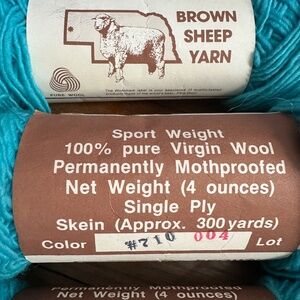 BROWN
SHEEP
YARN
PURE WOOL
Sport Weight
100% pure Virgin Wool
Permanently Mothproofed
Net Weight (4 ounces)
Single Ply
Skein (Approx. 300 yards)
Color #710 004 Lot
Permanently Mothproofed
Net Weight (4 ounces)